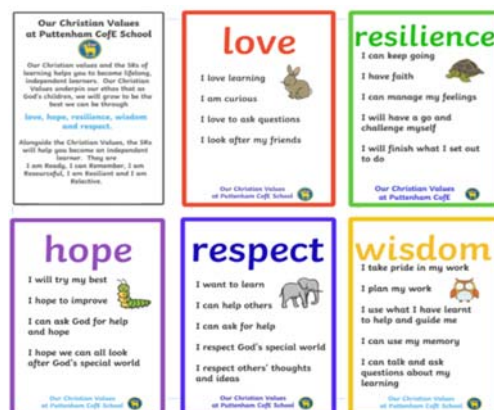 Our Christian Values
at Puttenham CofE School
Our Christian values and the 5Rs of
learning helps you to become lifelong,
independent learners. Our Christian
Values underpin our ethos that as
God's children, we will grow to be the
best we can be through
love, hope, resilience, wisdom
and respect.
Alongside the Christian Values, the 5Rs
will help you become an independent
learner. They are
I am Ready, I can Remember, I am
Resourceful, I am Resilient and I am
Relective.
love
I love learning
I am curious
I love to ask questions
I look after my friends
Our Christian Values
at Puttenham CofE School
resilience
I can keep going
I have faith
I can manage my feelings
I will have a go and
challenge myself
I will finish what I set out
to do
Our Christian Values
at Puttenham CofE
hope
I will try my best
I hope to improve
I can ask God for help
and hope
I hope we can all look
after God's special world
Our Christian Values
at Puttenham CofE School
respect
I want to learn
I can help others
I can ask for help
I respect God's special world
I respect others' thoughts
and ideas
Our Christian Values
at Puttenham CofE School
wisdom
I take pride in my work
I plan my work
I use what I have learnt
to help and guide me
I can use my memory
I can talk and ask
questions about my
learning
Our Christian Values
at Puttenham CofE School